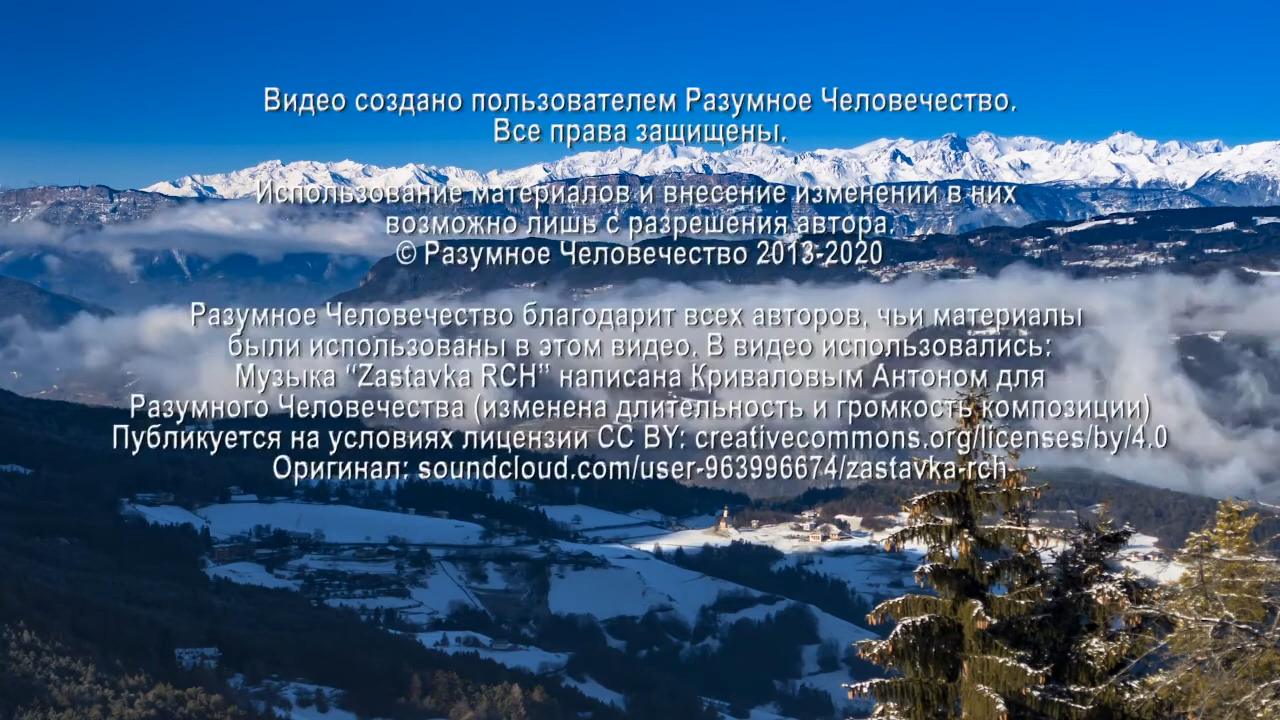 Видео создано пользователем Разумное Человечество.
Все права защищены.
Использование материалов и внесение изменений в них
возможно лишь с разрешения автора.
© Разумное Человечество 2013-2020
Разумное Человечество благодарит всех авторов, чьи материалы
были использованы в этом видео. В видео использовались:
Музыка “Zastavka RCH” написана Криваловым Антоном для
Разумного Человечества (изменена длительность и громкость композиции)
Публикуется на условиях лицензии CC BY: creativecommons.org/licenses/by/4.0
Оригинал: soundcloud.com/user-963996674/zastavka-rch